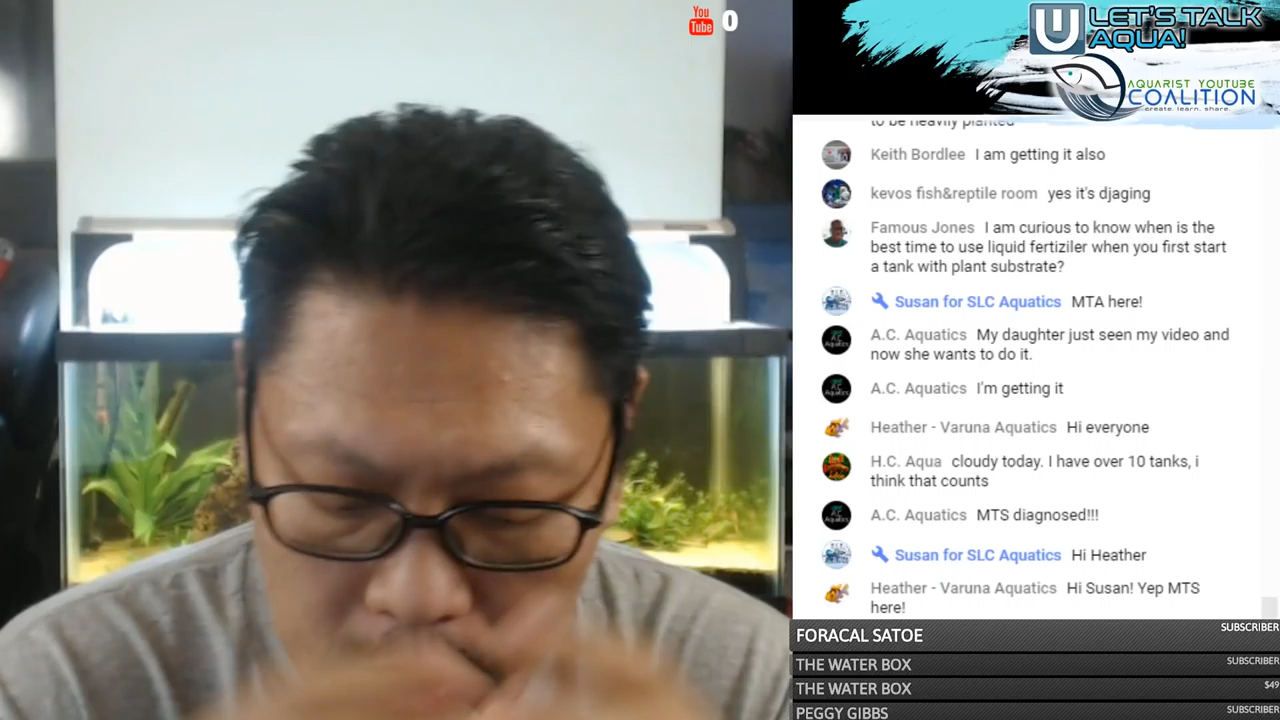 You
Tube 0
LET'S TALK
AQUA!
AQUARIST YOUTUBE
COALITION
create. learn. share.
to be heavily planted
Keith Bordlee I am getting it also
kevos fish&reptile room yes it's djaging
Famous Jones I am curious to know when is the
best time to use liquid fertiziler when you first start
a tank with plant substrate?
Susan for SLC Aquatics MTA here!
A.C. Aquatics My daughter just seen my video and
now she wants to do it.
A.C. Aquatics I'm getting it
Heather - Varuna Aquatics Hi everyone
H.C. Aqua cloudy today. I have over 10 tanks, i
think that counts
A.C. Aquatics MTS diagnosed!!!
Susan for SLC Aquatics Hi Heather
Heather - Varuna Aquatics Hi Susan! Yep MTS
here!
FORACAL SATOE SUBSCRIBER
THE WATER BOX SUBSCRIBER
THE WATER BOX $49
PEGGY GIBBS SUBSCRIBER